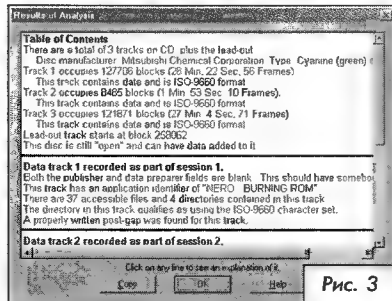 Results of Analysis
Table of Contents
There are a total of 3 tracks on CD plus the lead-out
Disc manufacturer Mitsubishi Chemical Corporation Type Cyanine (green)
Track 1 occupies 127706 blocks (28 Min. 22 Sec, 56 Frames)
This track contains data and is ISO-9660 format
Track 2 occupies 8485 blocks (1 Min 53 Sec 10 Frames).
This track contains data and is ISO-9660 format
Track 3 occupies 121871 blocks (27 Min 4 Sec, 71 Frames)
This track contains data and is ISO-9660 format
Lead-out track starts at block 258062
This disc is still "open" and can have data added to it
Data track 1 recorded as part of session 1.
Both the publisher and data preparer fields are blank This should have someboo
This track has an application identifier of "NERO BURNING ROM"
There are 37 accessible files and 4 directories contained in this track
The directory in this track qualifies as using the ISO-9660 character set.
A properly written post-gap was found for this track.
Data track 2 recorded as part of session 2.
Click on any line to see an explanation of it.
Copy OK Help
Рис. 3